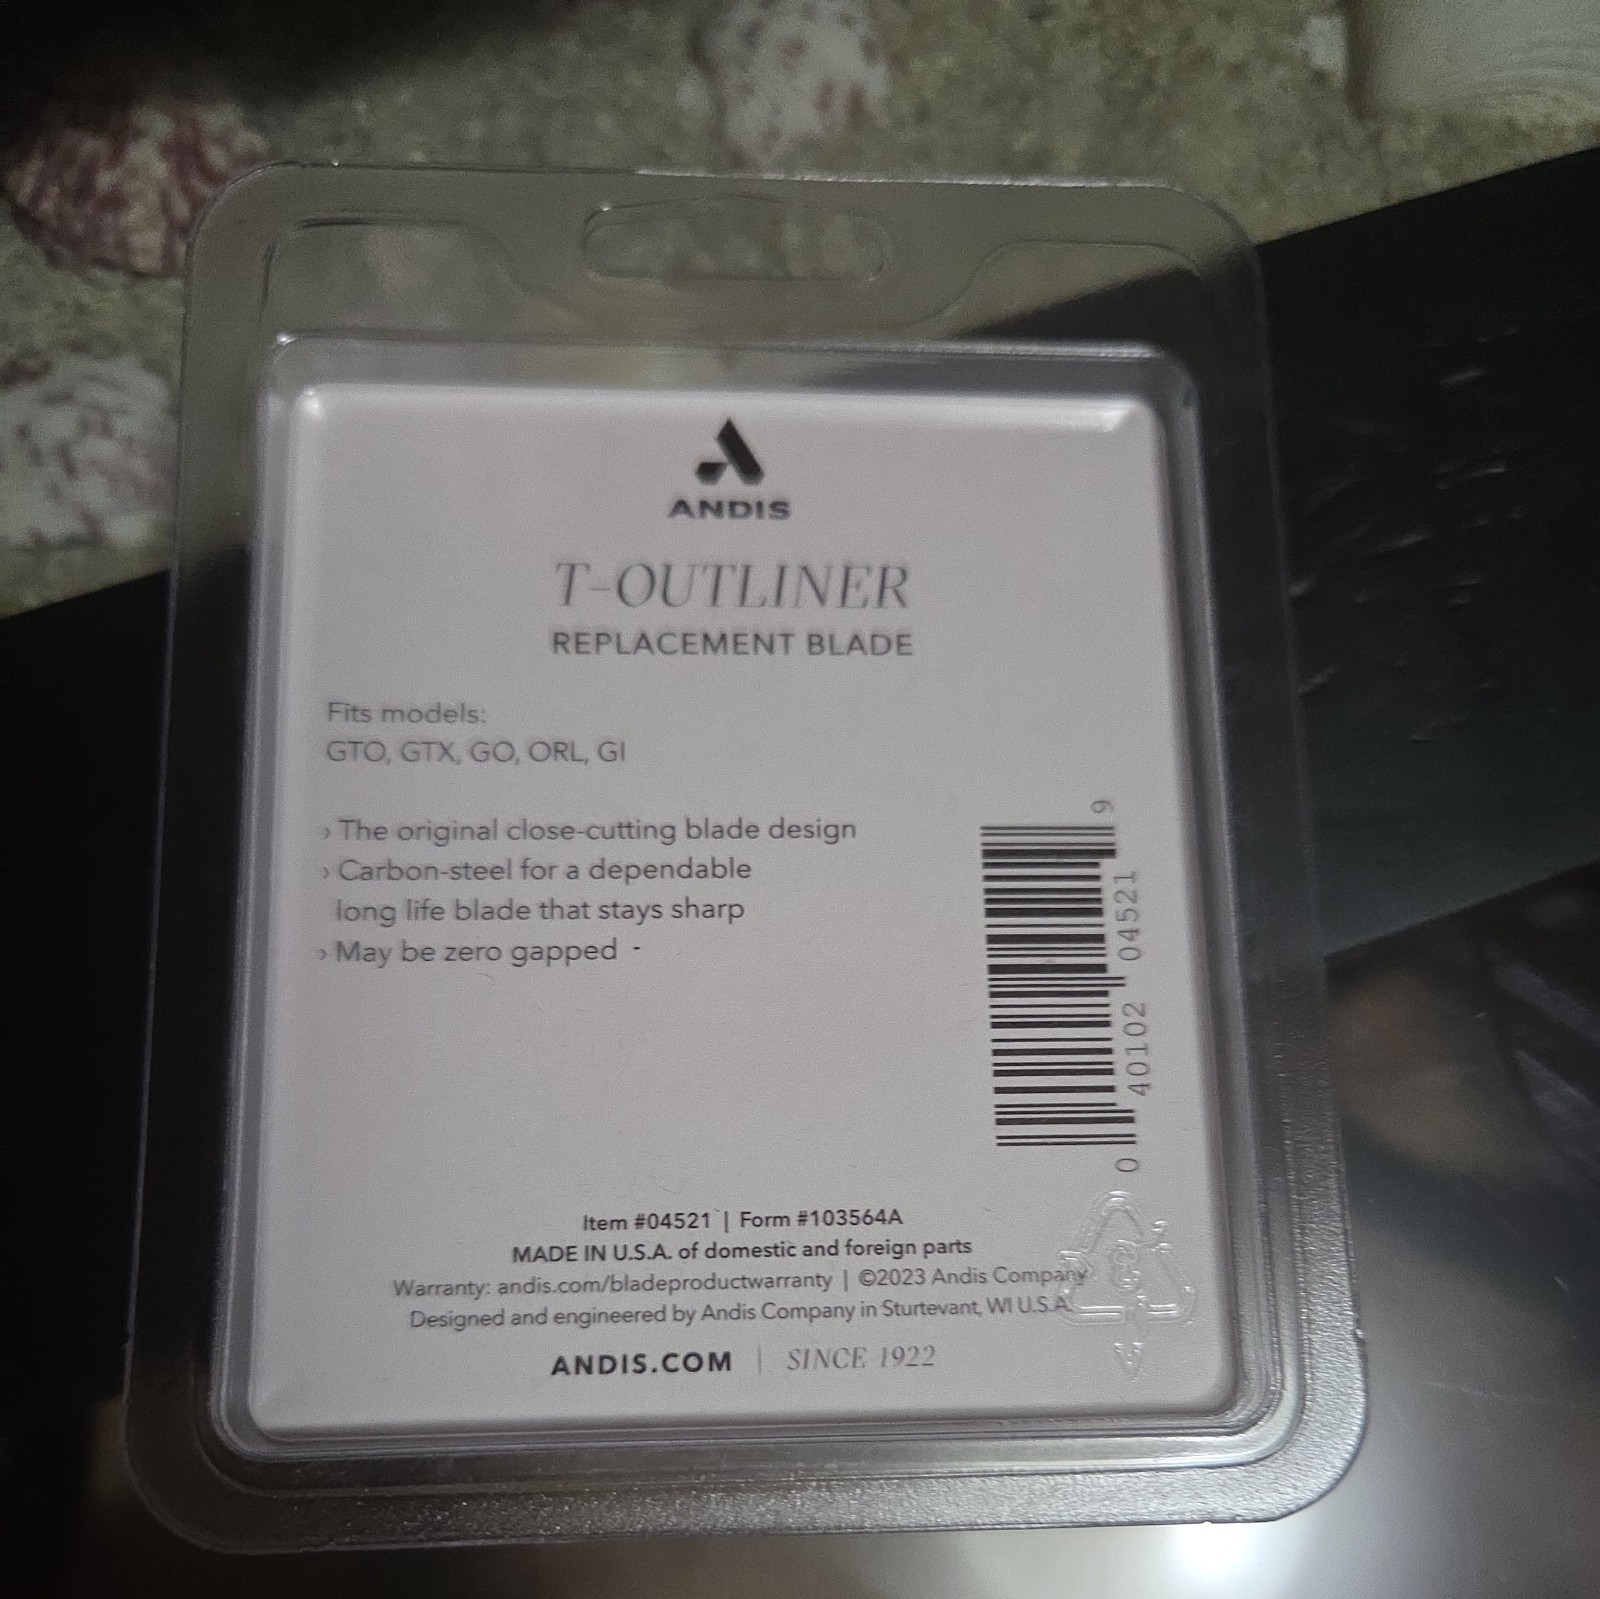 ANDIS
T-OUTLINER
REPLACEMENT BLADE
Fits models:
GTO, GTX, GO, ORL, GI
› The original close-cutting blade design
› Carbon-steel for a dependable
long life blade that stays sharp
› May be zero gapped -
0 40102 04521 9
Item #04521 | Form #103564A
MADE IN U.S.A. of domestic and foreign parts
Warranty: andis.com/bladeproductwarranty | ©2023 Andis Company
Designed and engineered by Andis Company in Sturtevant, WI U.S.A.
ANDIS.COM | SINCE 1922